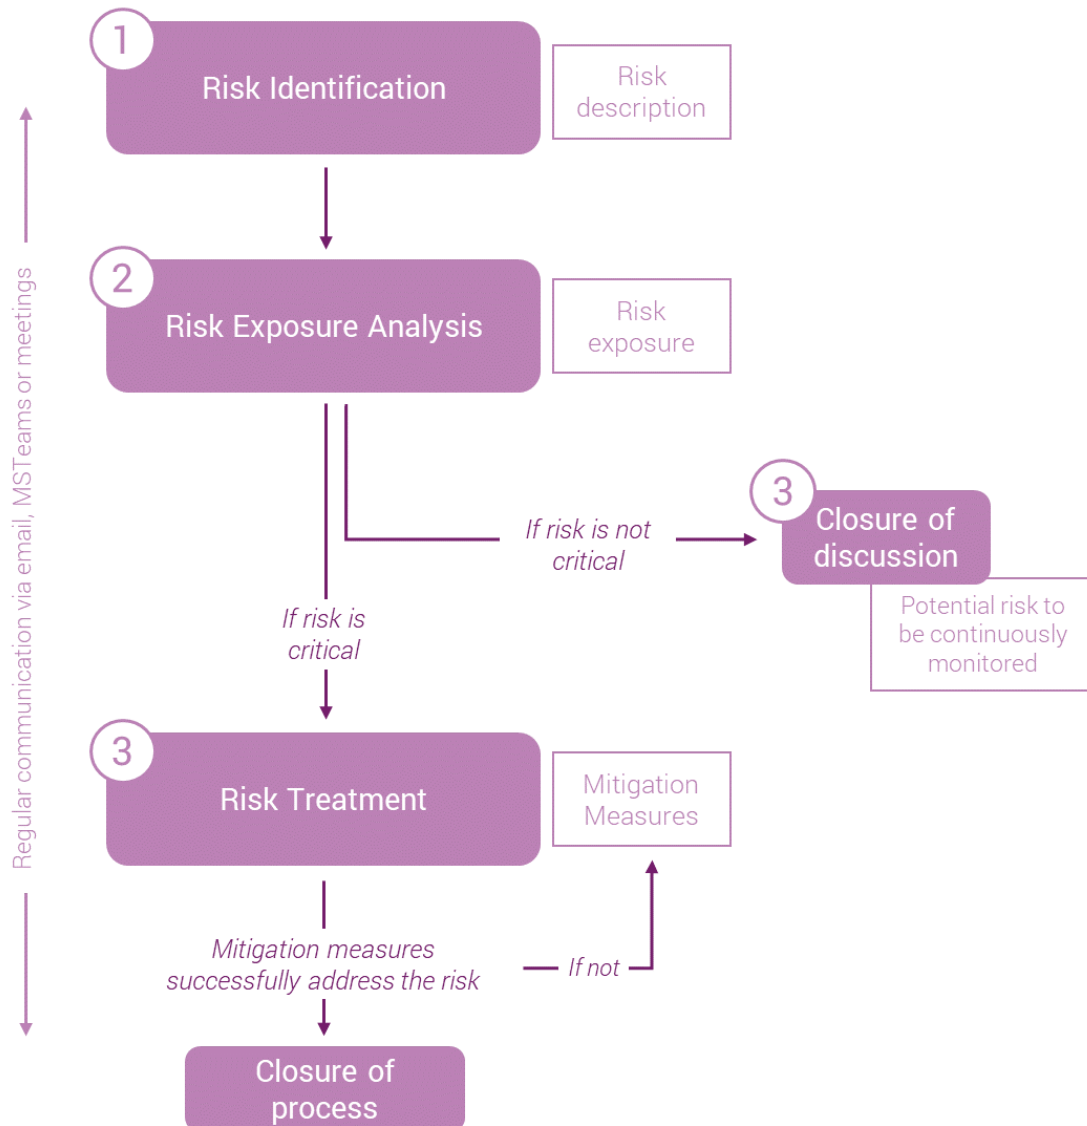 1
Risk Identification
Risk
description
2
Risk Exposure Analysis
Risk
exposure
Regular communication via email, MSTeams or meetings
If risk is not
critical
3
Closure of
discussion
Potential risk to
be continuously
monitored
If risk is
critical
3
Risk Treatment
Mitigation
Measures
Mitigation measures
successfully address the risk
If not
Closure of
process